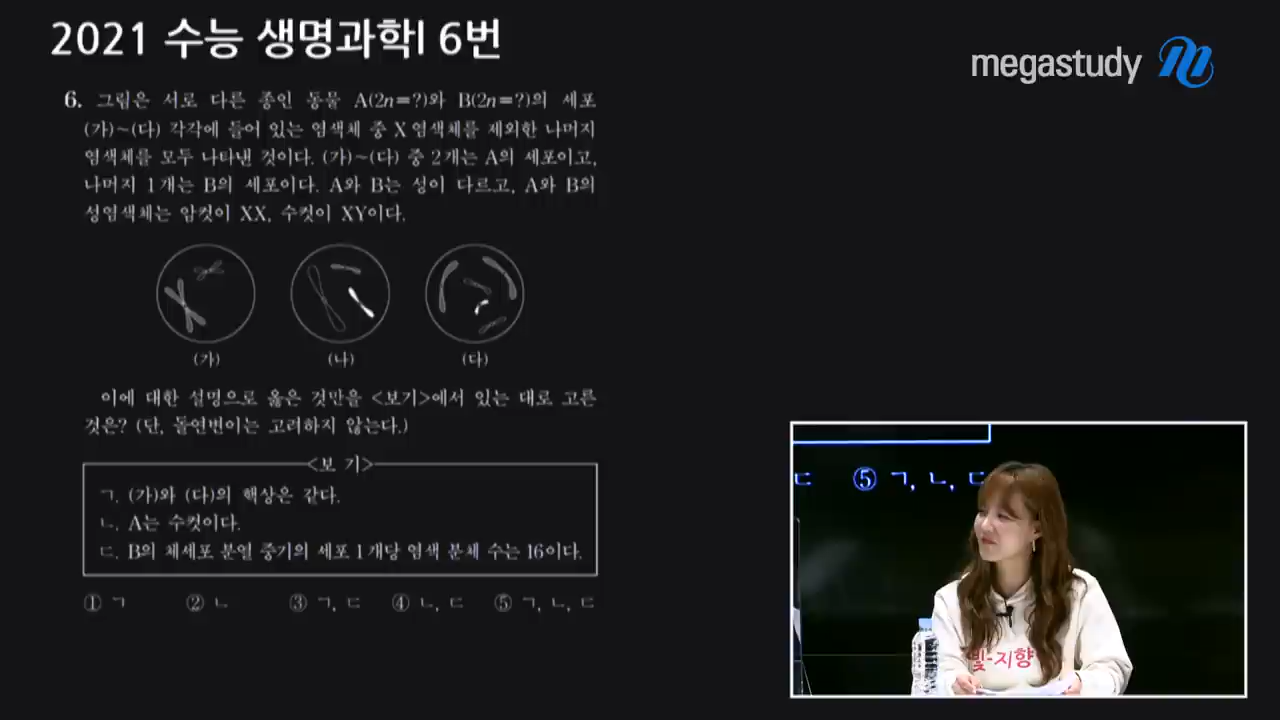 2021 수능 생명과학Ⅰ 6번
megastudy
6. 그림은 서로 다른 종인 동물 A(2n=?)와 B(2n=?)의 세포
(가)~(다) 각각에 들어 있는 염색체 중 X 염색체를 제외한 나머지
염색체를 모두 나타낸 것이다. (가)~(다) 중 2개는 A의 세포이고,
나머지 1개는 B의 세포이다. A와 B는 성이 다르고, A와 B의
성염색체는 암컷이 XX, 수컷이 XY이다.
(가) (나) (다)
이에 대한 설명으로 옳은 것만을 <보기>에서 있는 대로 고른
것은? (단, 돌연변이는 고려하지 않는다.)
<보 기>
ㄱ. (가)와 (다)의 핵상은 같다.
ㄴ. A는 수컷이다.
ㄷ. B의 체세포 분열 중기의 세포 1개당 염색 분체 수는 16이다.
① ㄱ ② ㄴ ③ ㄱ, ㄷ ④ ㄴ, ㄷ ⑤ ㄱ, ㄴ, ㄷ
ㄷ ⑤ ㄱ, ㄴ, ㄷ
빛-지향